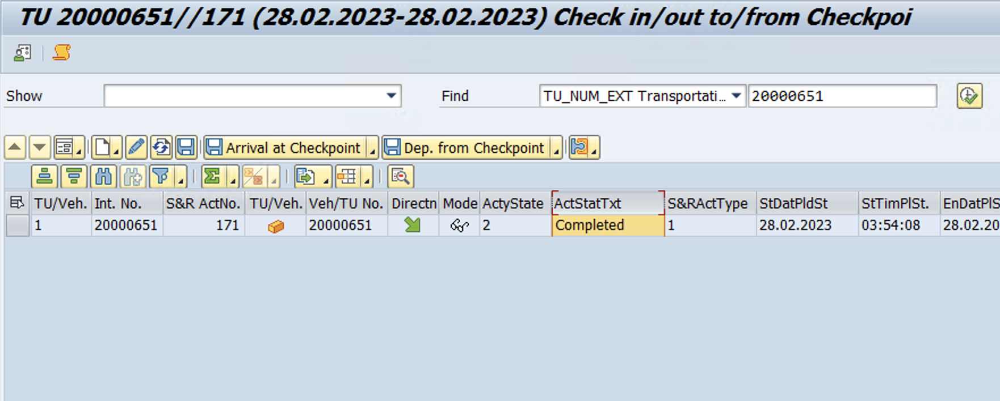 TU 20000651//171 (28.02.2023-28.02.2023) Check in/out to/from Checkpoi
Show Find TU_NUM_EXT Transportati... 20000651
Arrival at Checkpoint Dep. from Checkpoint
TU/Veh. Int. No. S&R ActNo. TU/Veh. Veh/TU No. Directn Mode ActyState ActStatTxt S&RActType StDatPldSt StTimPlSt. EnDatPlS
1 20000651 171 20000651 2 Completed 1 28.02.2023 03:54:08 28.02.20